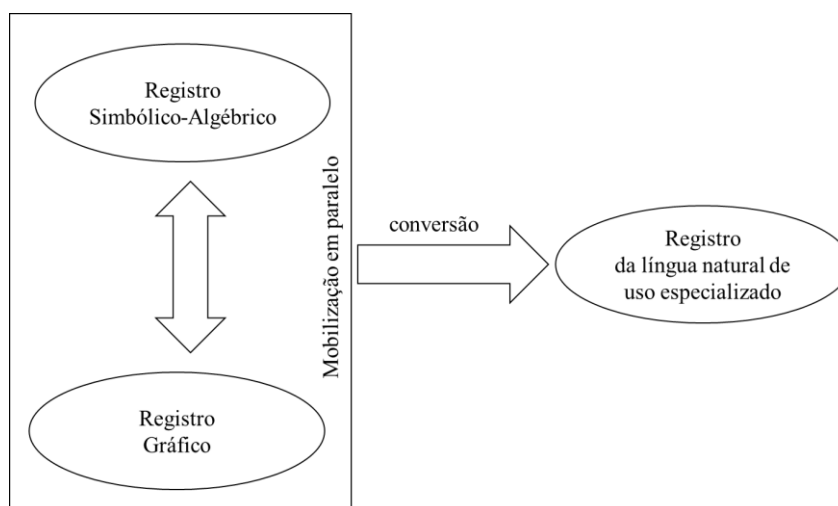 Registro
Simbólico-Algébrico
Mobilização em paralelo
Registro
Gráfico
conversão
Registro
da língua natural de
uso especializado